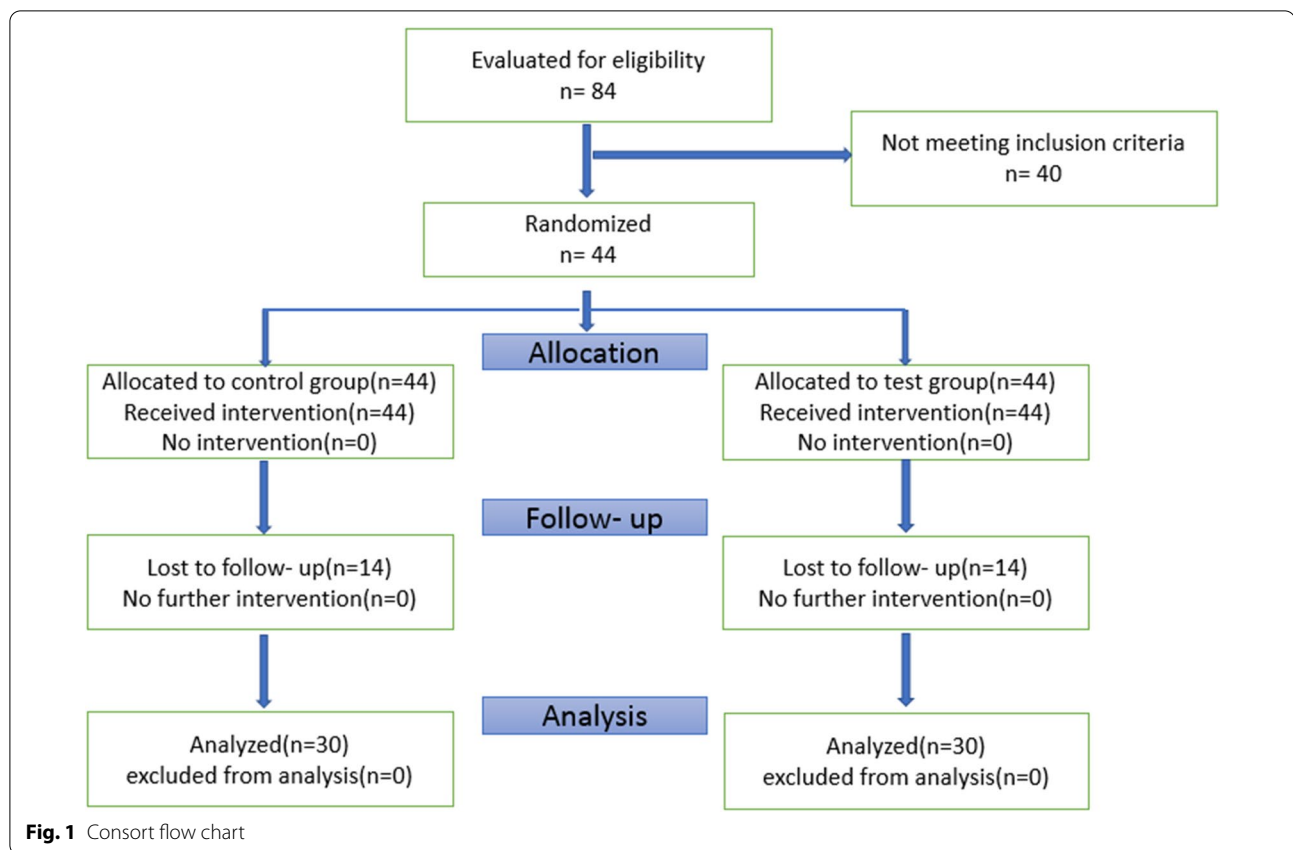 Evaluated for eligibility
n= 84
Not meeting inclusion criteria
n= 40
Randomized
n= 44
Allocation
Allocated to control group(n=44)
Received intervention(n=44)
No intervention(n=0)
Allocated to test group(n=44)
Received intervention(n=44)
No intervention(n=0)
Follow- up
Lost to follow- up(n=14)
No further intervention(n=0)
Lost to follow- up(n=14)
No further intervention(n=0)
Analysis
Analyzed(n=30)
excluded from analysis(n=0)
Analyzed(n=30)
excluded from analysis(n=0)
Fig. 1 Consort flow chart